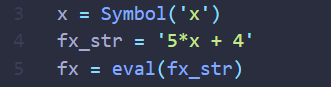 3 x = Symbol('x')
4 fx_str = '5*x + 4'
5 fx = eval(fx_str)